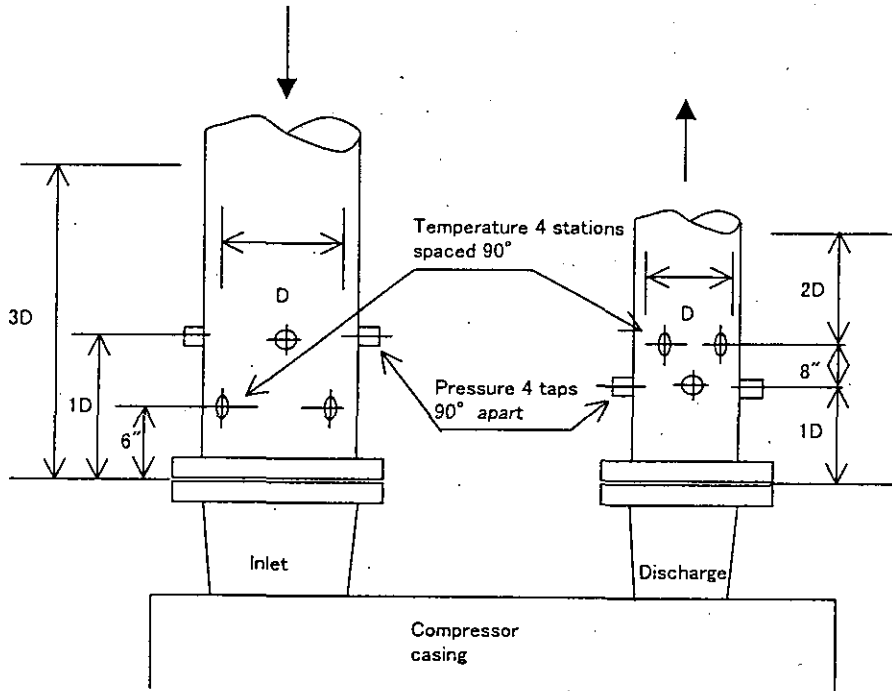 Temperature 4 stations
spaced 90°
D
3D
2D
D
8"
1D
Pressure 4 taps
90° apart
6"
1D
Inlet
Discharge
Compressor
casing